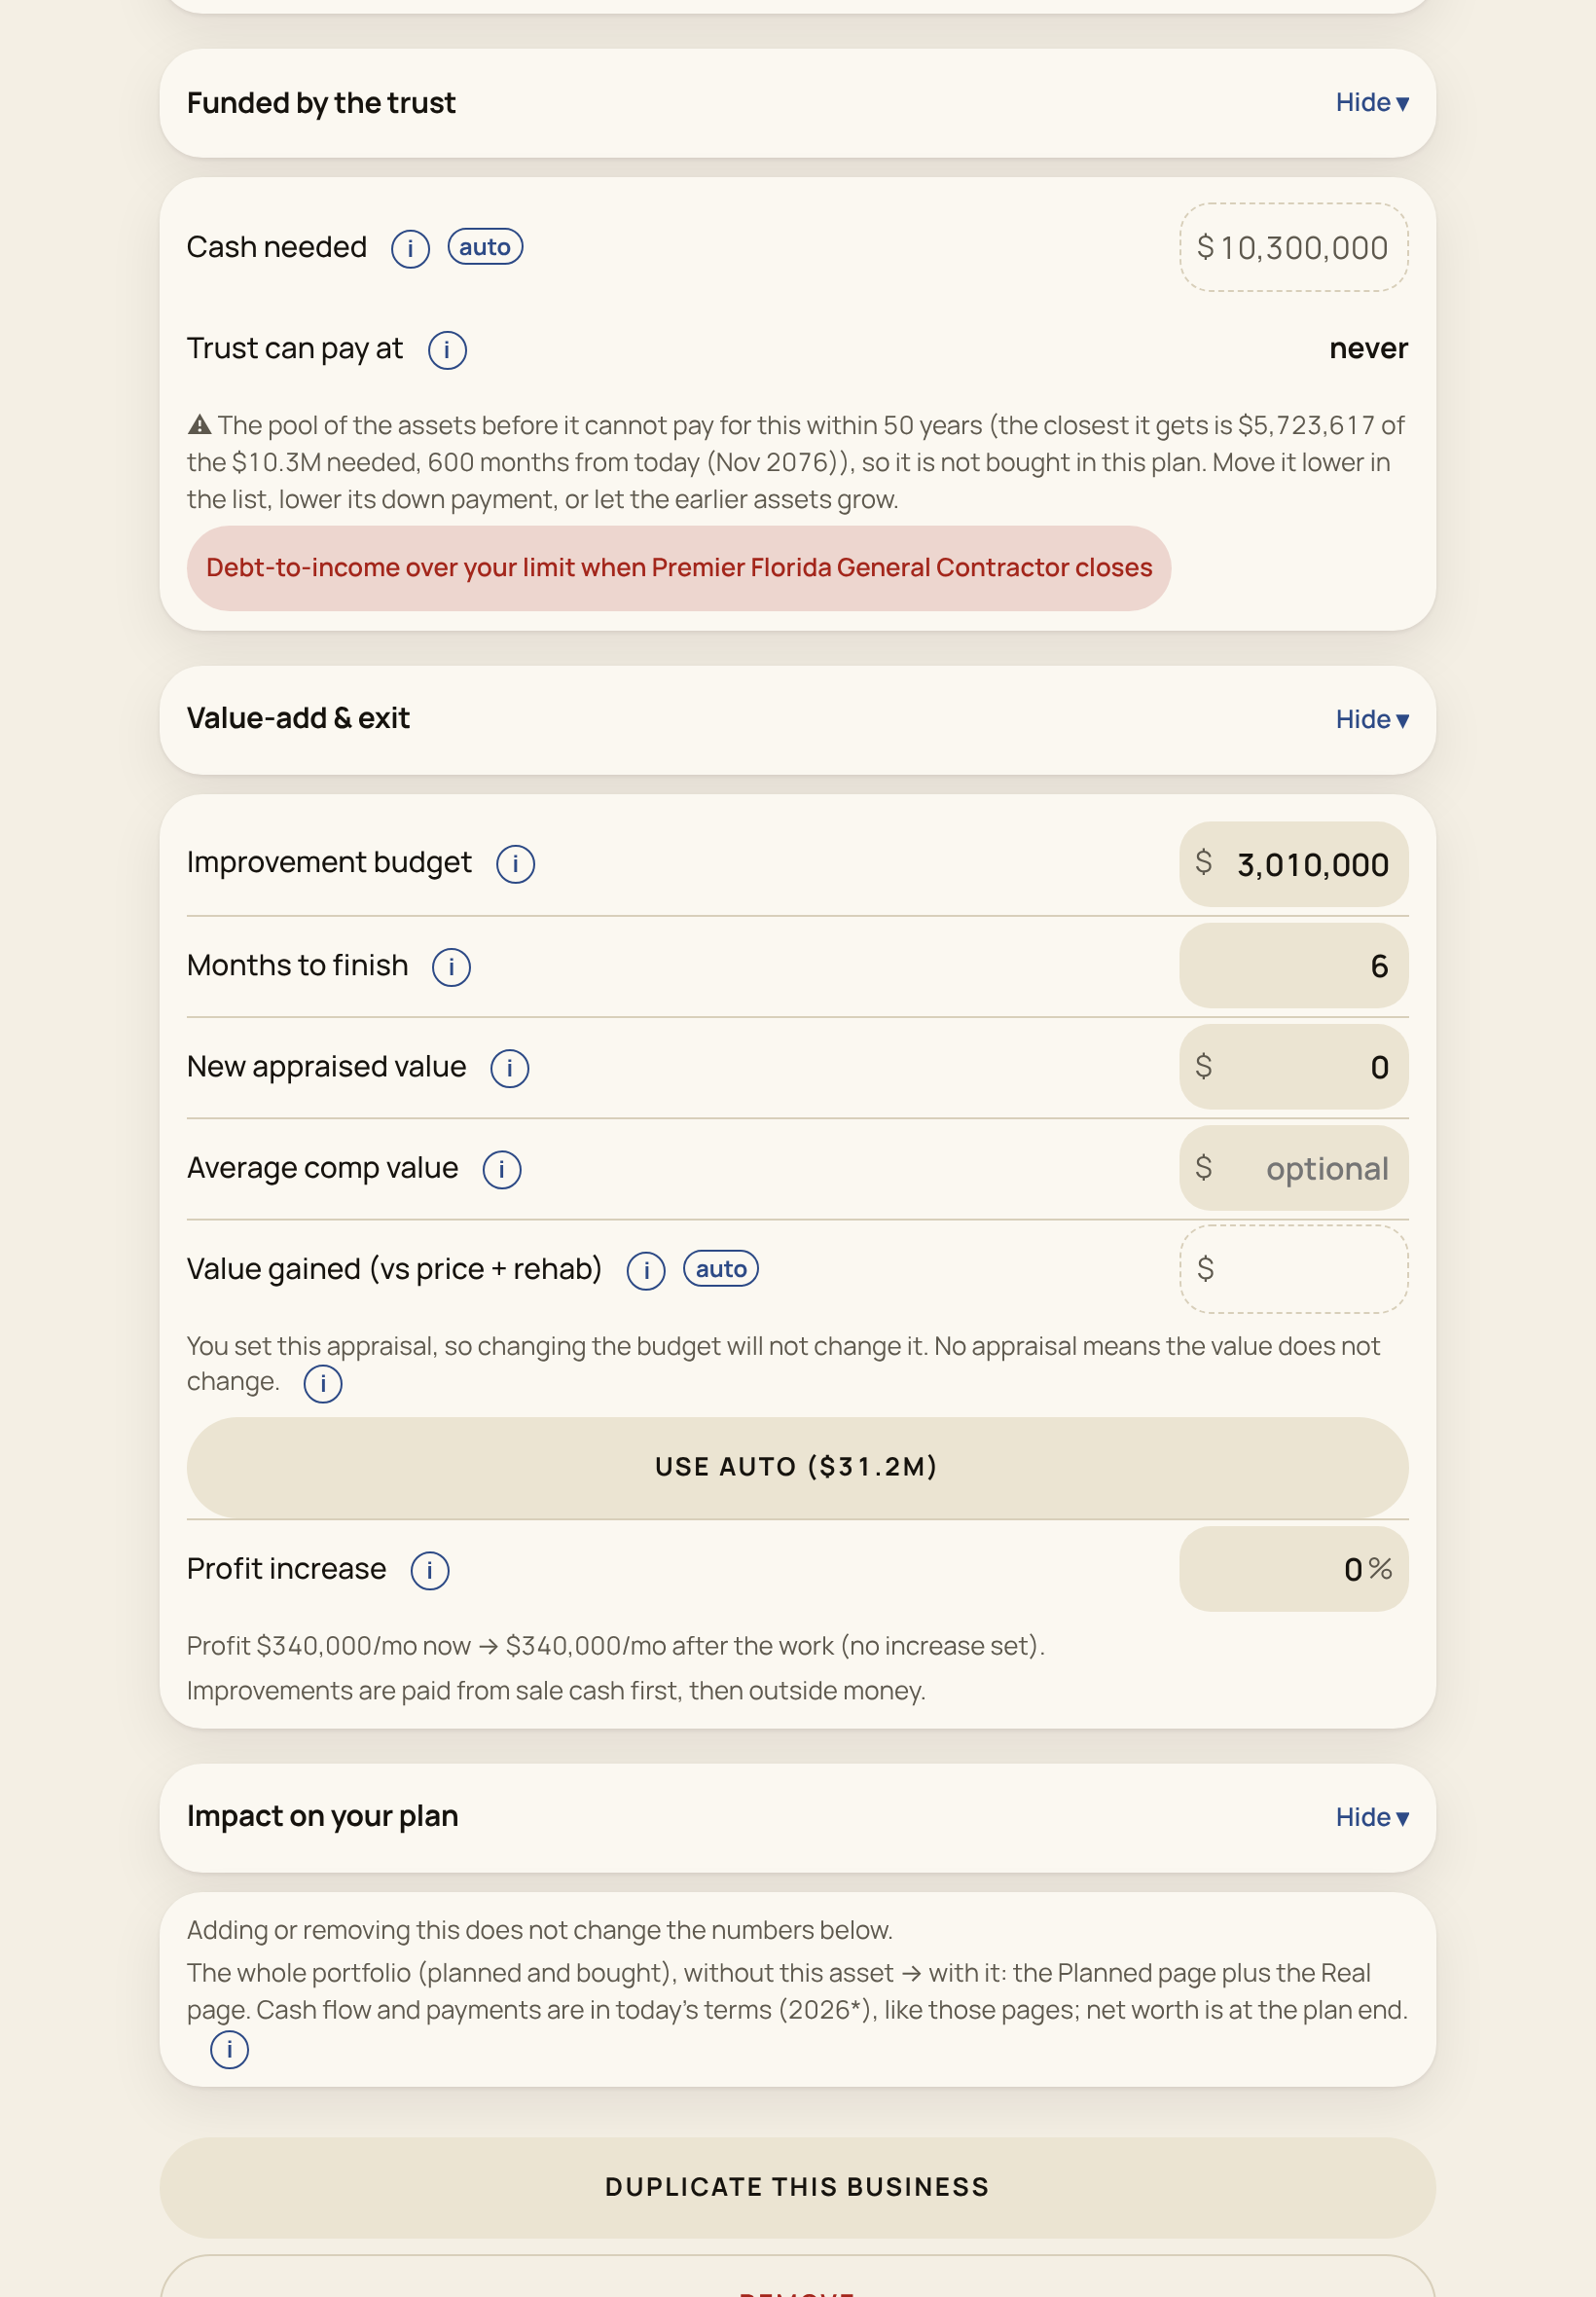 Funded by the trust Hide ▾
Cash needed i auto $ 10,300,000
Trust can pay at i never
⚠ The pool of the assets before it cannot pay for this within 50 years (the closest it gets is $5,723,617 of
the $10.3M needed, 600 months from today (Nov 2076)), so it is not bought in this plan. Move it lower in
the list, lower its down payment, or let the earlier assets grow.
Debt-to-income over your limit when Premier Florida General Contractor closes
Value-add & exit Hide ▾
Improvement budget i $ 3,010,000
Months to finish i 6
New appraised value i $ 0
Average comp value i $ optional
Value gained (vs price + rehab) i auto $
You set this appraisal, so changing the budget will not change it. No appraisal means the value does not
change. i
USE AUTO ($31.2M)
Profit increase i 0 %
Profit $340,000/mo now → $340,000/mo after the work (no increase set).
Improvements are paid from sale cash first, then outside money.
Impact on your plan Hide ▾
Adding or removing this does not change the numbers below.
The whole portfolio (planned and bought), without this asset → with it: the Planned page plus the Real
page. Cash flow and payments are in today's terms (2026*), like those pages; net worth is at the plan end.
i
DUPLICATE THIS BUSINESS
REMOVE